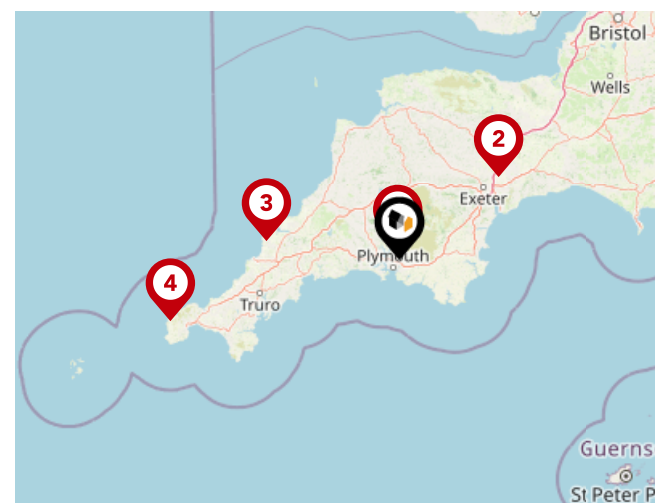 Bristol
Wells
2
Exeter
3
Plymouth
4
Truro
Guerns
St Peter P